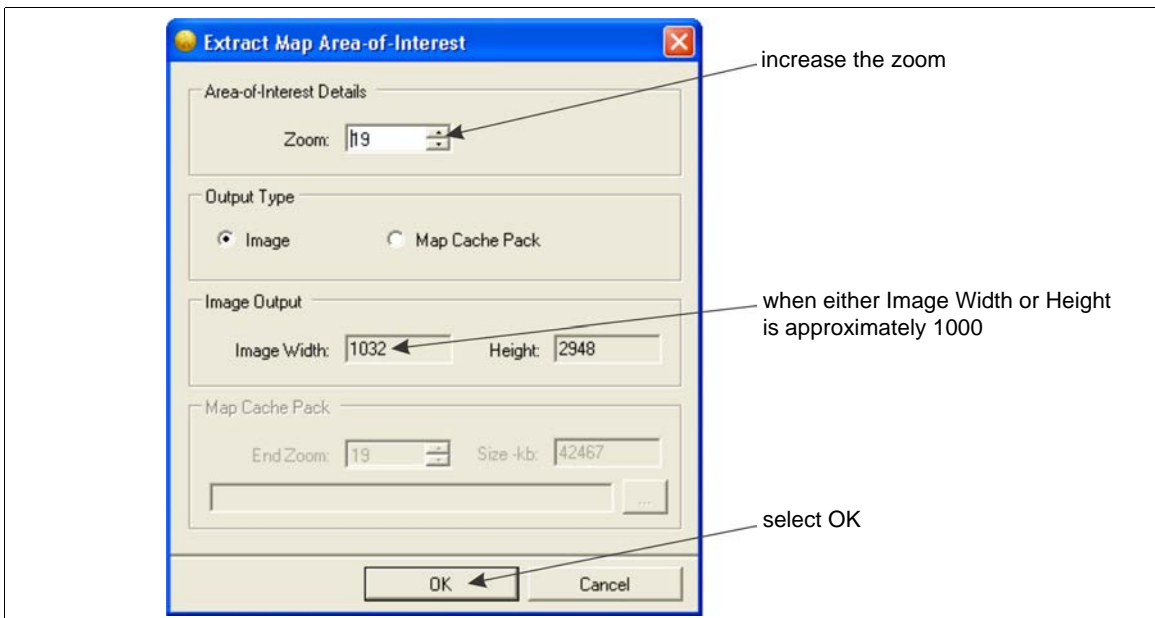 Extract Map Area-of-Interest
increase the zoom
Area-of-Interest Details
Zoom: 19
Output Type
Image Map Cache Pack
when either Image Width or Height
is approximately 1000
Image Output
Image Width: 1032 Height: 2948
Map Cache Pack
End Zoom: 19 Size -kb: 42467
...
select OK
OK Cancel